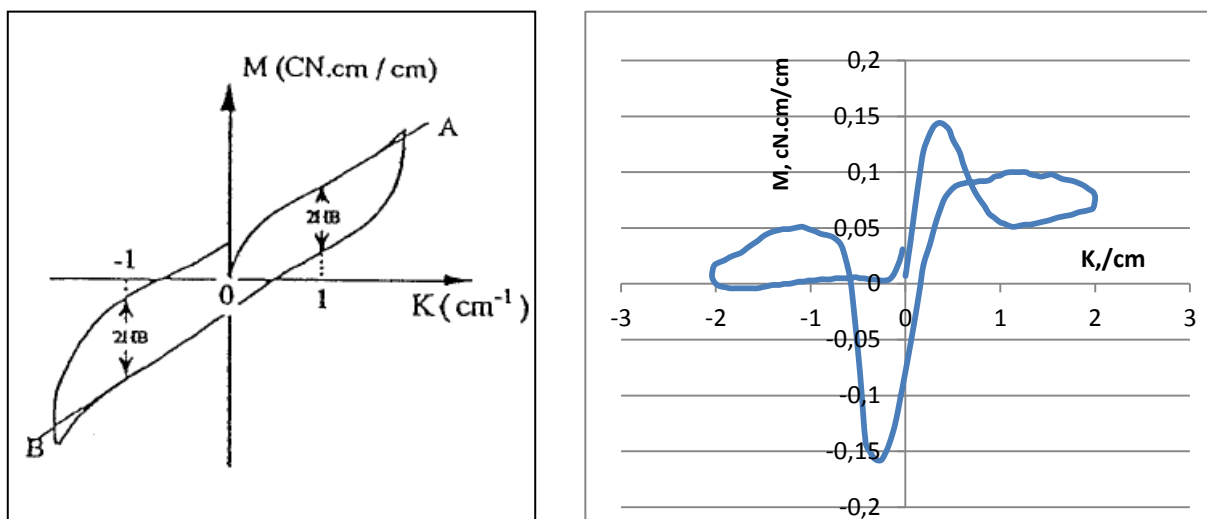 M (CN.cm / cm)
A
2HB
-1
0
1
K ( cm⁻¹ )
2HB
B
0,2
M, cN.cm/cm
0,15
0,1
0,05
K,/cm
0
-3
-2
-1
0
1
2
3
-0,05
-0,1
-0,15
-0,2